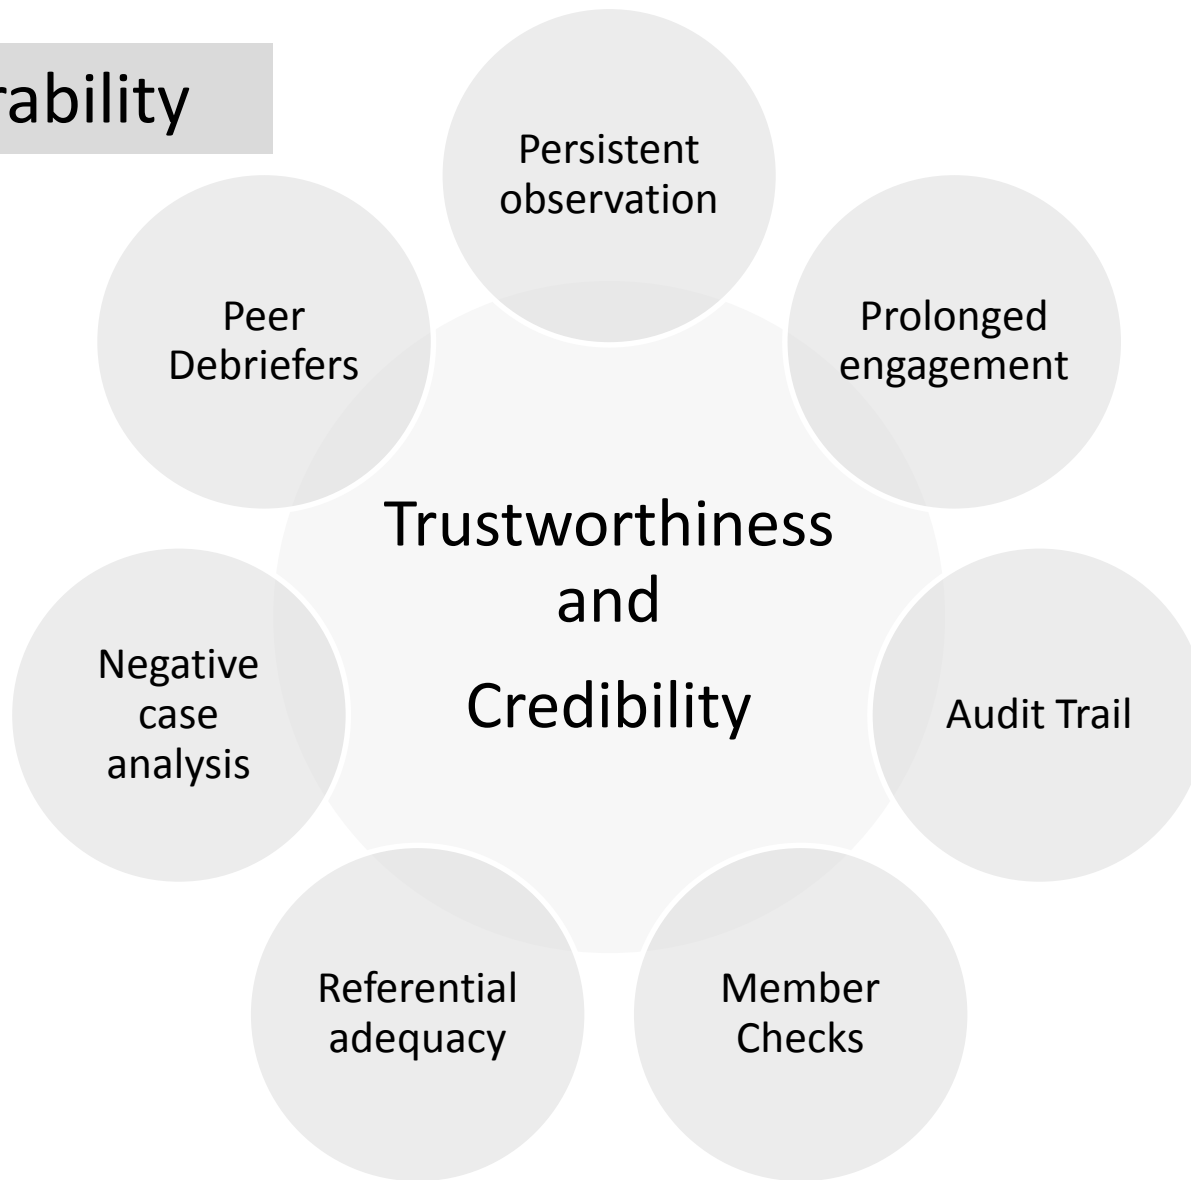 rability
Persistent
observation
Peer
Debriefers
Prolonged
engagement
Trustworthiness
and
Credibility
Negative
case
analysis
Audit Trail
Referential
adequacy
Member
Checks